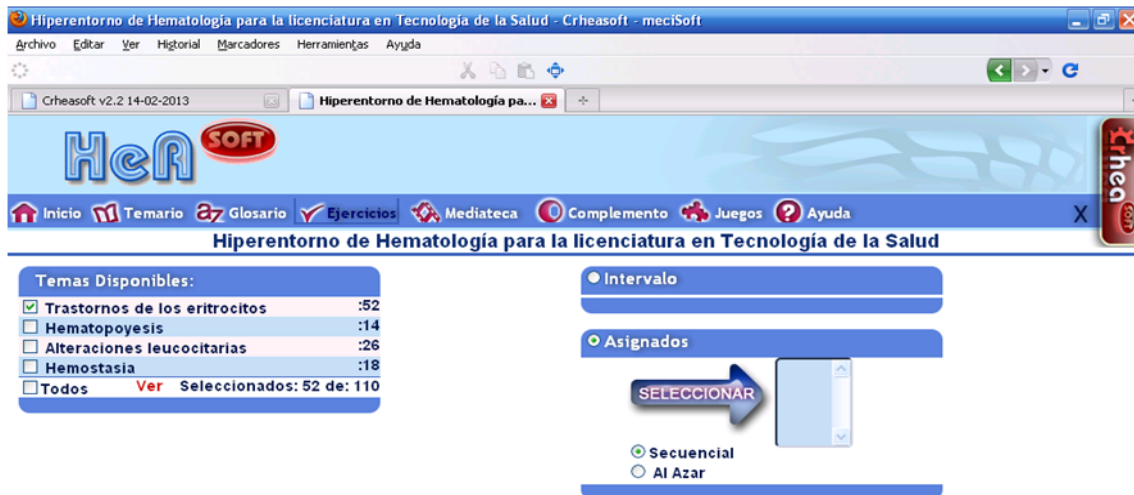 Hiperentorno de Hematología para la licenciatura en Tecnología de la Salud - Crheasoft - meciSoft
Archivo Editar Ver Historial Marcadores Herramientas Ayuda
Crheasoft v2.2 14-02-2013
Hiperentorno de Hematología pa...
HeA SOFT
Crhea Soft
Inicio Temario a7 Glosario Ejercicios Mediateca Complemento Juegos ? Ayuda X
Hiperentorno de Hematología para la licenciatura en Tecnología de la Salud
Temas Disponibles:
Trastornos de los eritrocitos :52
Hematopoyesis :14
Alteraciones leucocitarias :26
Hemostasia :18
Todos Ver Seleccionados: 52 de: 110
Intervalo
Asignados
SELECCIONAR
Secuencial
Al Azar